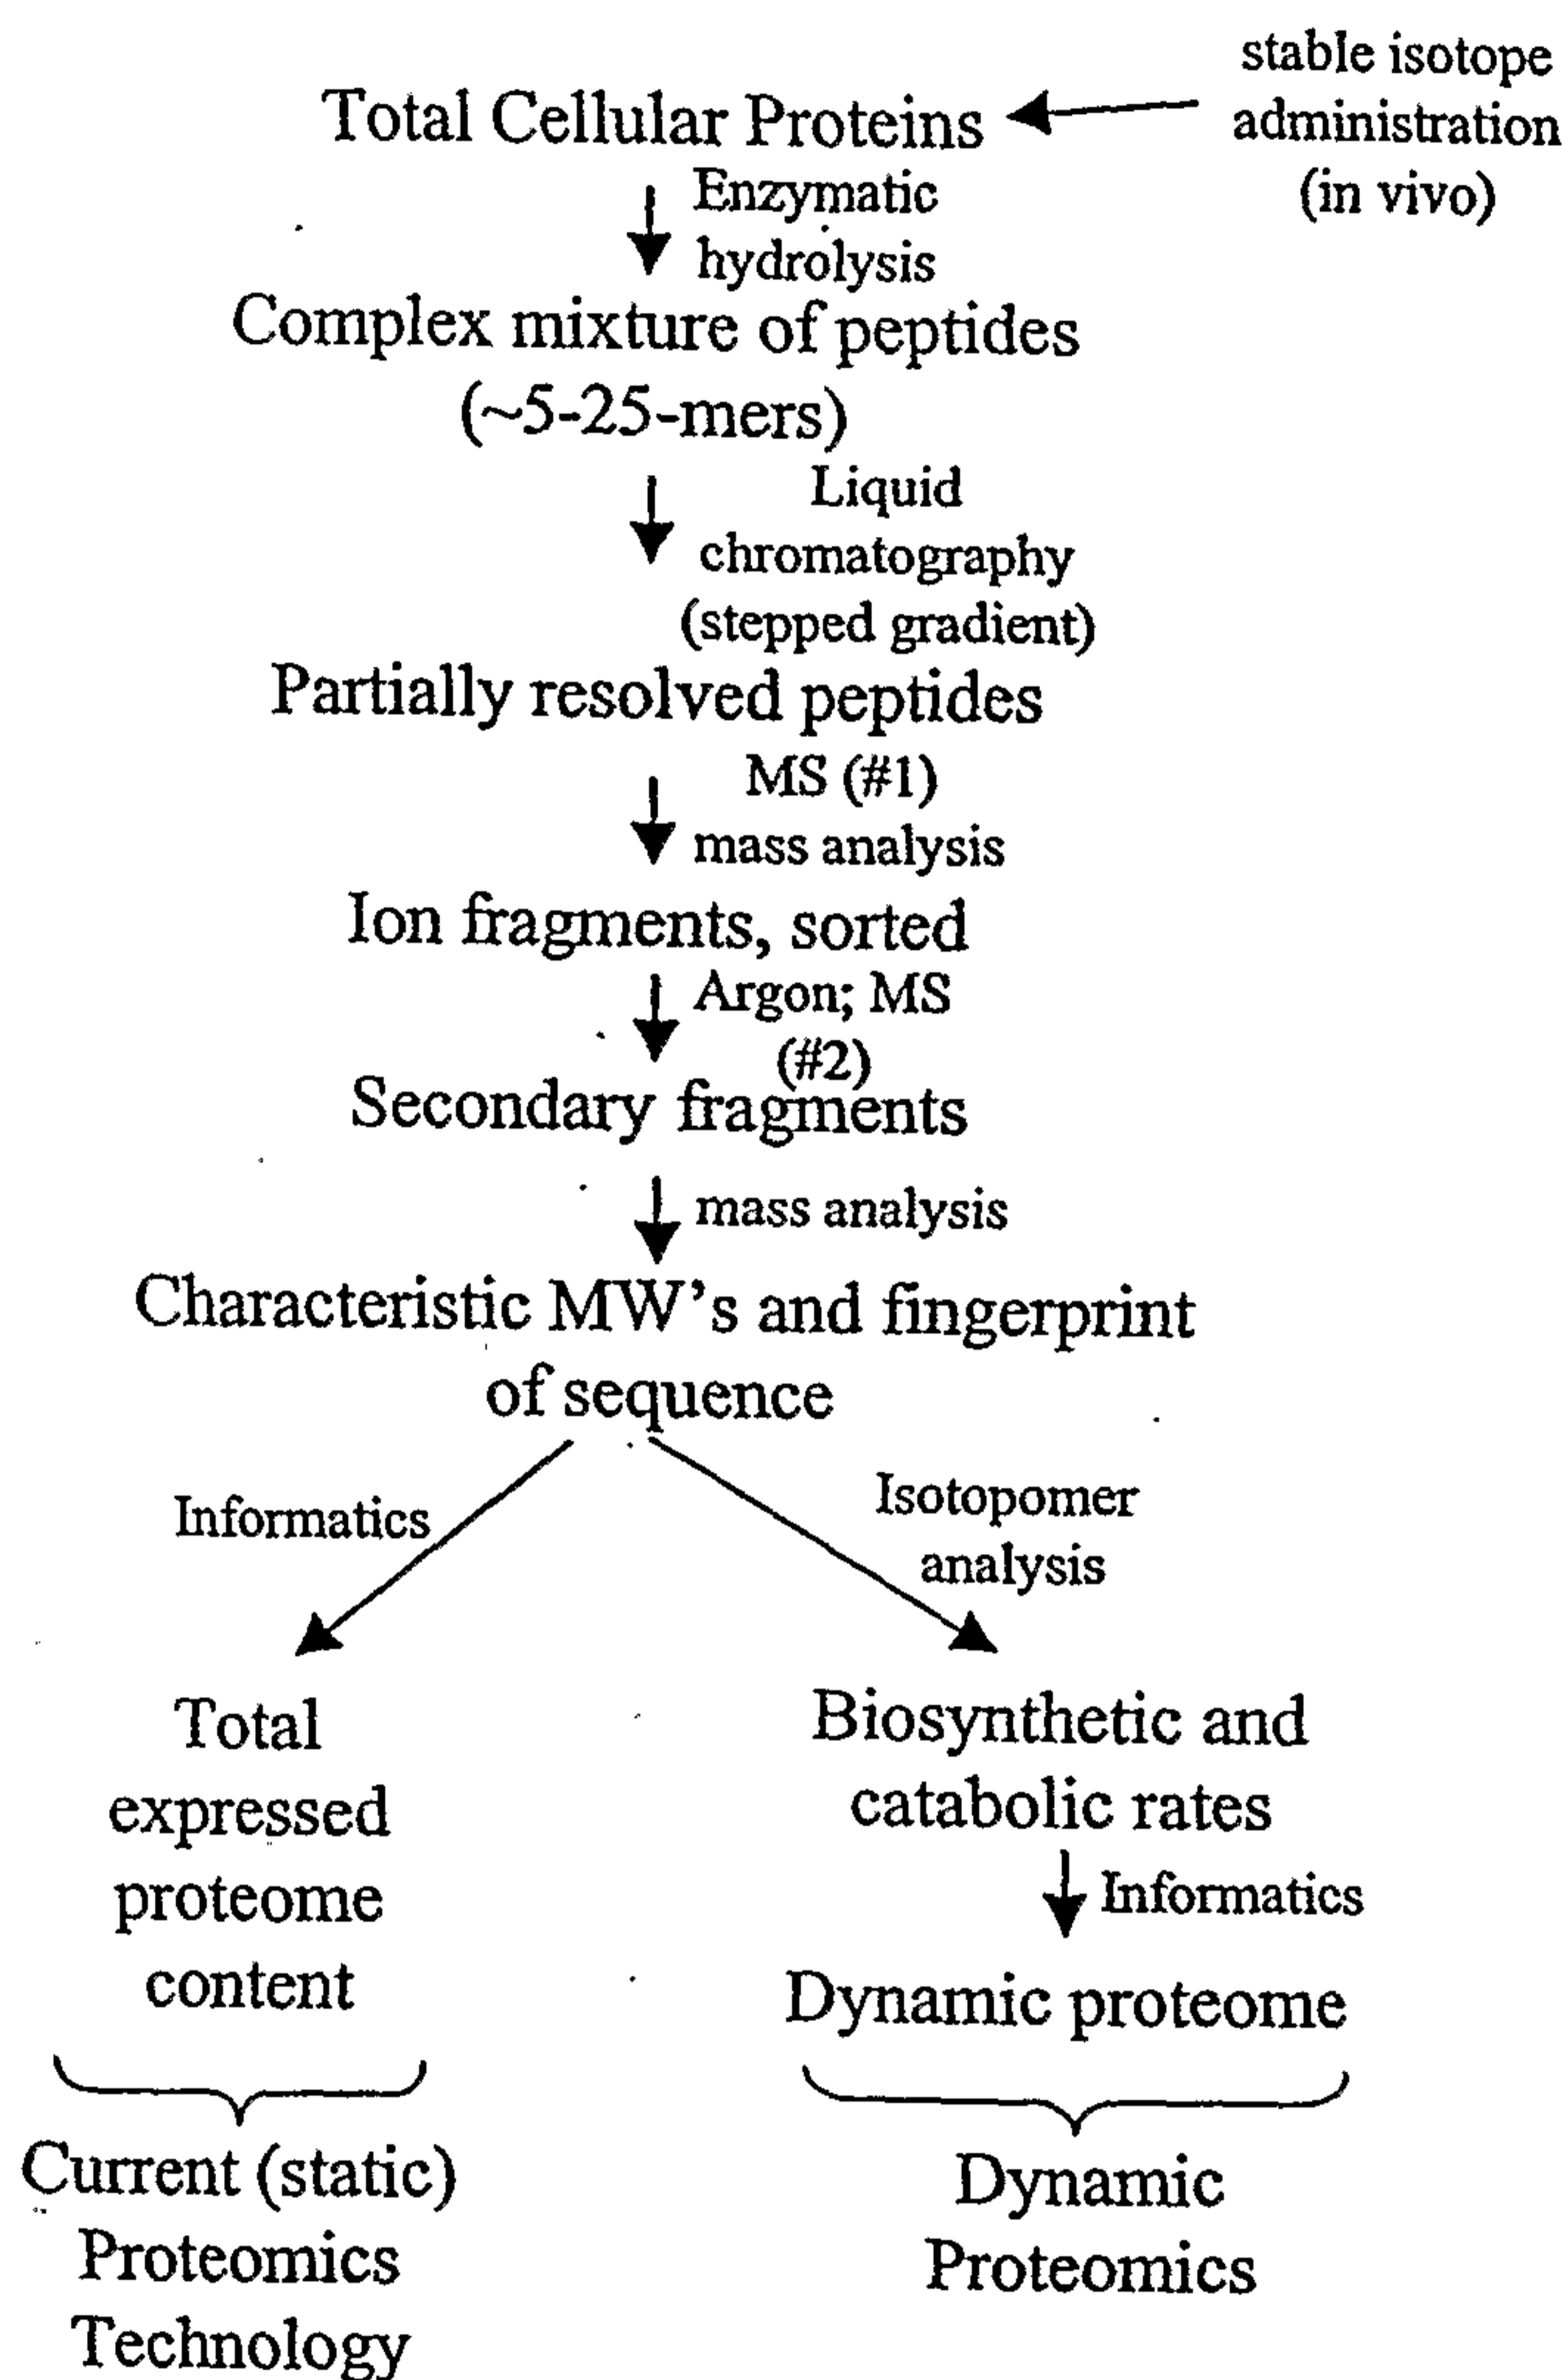 stable isotope
administration
(in vivo)
Total Cellular Proteins
Enzymatic
hydrolysis
Complex mixture of peptides
(~5-25-mers)
Liquid
chromatography
(stepped gradient)
Partially resolved peptides
MS (#1)
mass analysis
Ion fragments, sorted
Argon; MS
(#2)
Secondary fragments
mass analysis
Characteristic MW's and fingerprint
of sequence
Informatics
Isotopomer
analysis
Total
expressed
proteome
content
Biosynthetic and
catabolic rates
Informatics
Dynamic proteome
Current (static)
Proteomics
Technology
Dynamic
Proteomics